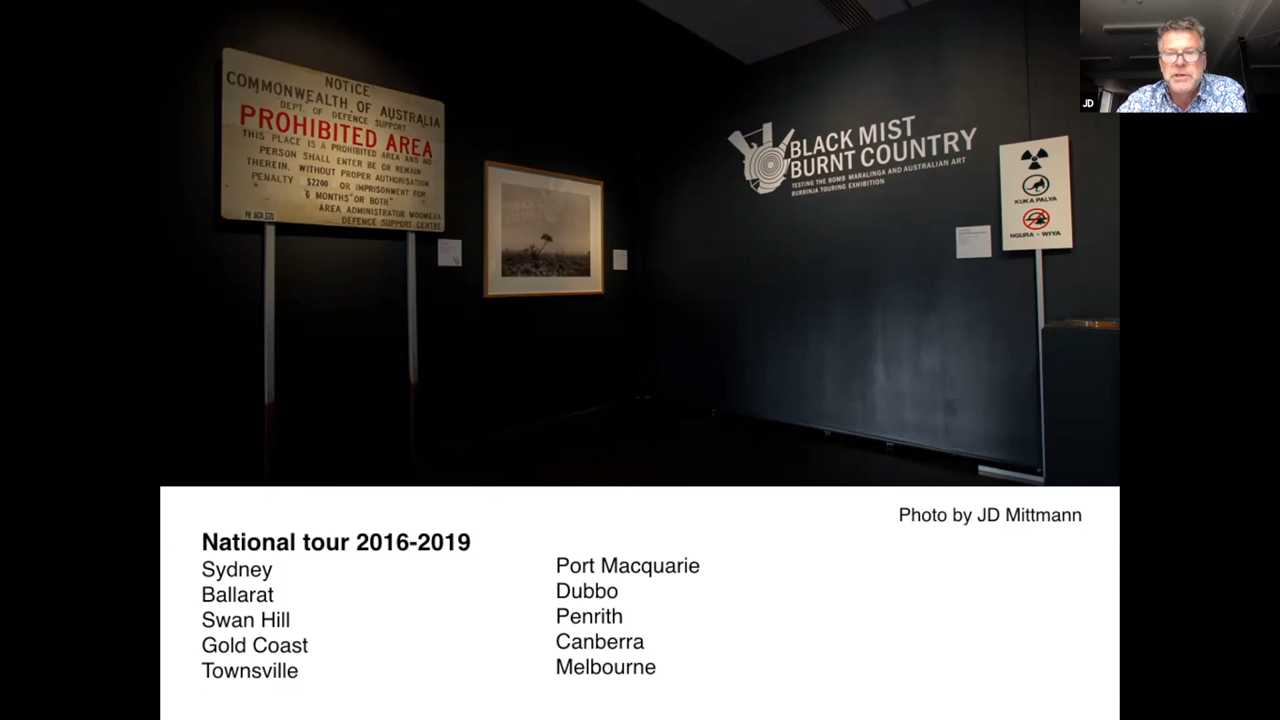 NOTICE
COMMONWEALTH OF AUSTRALIA
DEPT. OF DEFENCE SUPPORT
PROHIBITED AREA
THIS PLACE IS A PROHIBITED AREA AND NO
PERSON SHALL ENTER BE OR REMAIN
THEREIN, WITHOUT PROPER AUTHORISATION
PENALTY $2200 OR IMPRISONMENT FOR
6 MONTHS "OR BOTH"
AREA ADMINISTRATOR WOOMERA
DEFENCE SUPPORT CENTRE
BLACK MIST
BURNT COUNTRY
TESTING THE BOMB MARALINGA AND AUSTRALIAN ART
BURRINJA TOURING EXHIBITION
KUKA PALYA
NGURA - WIYA
JD
Photo by JD Mittmann
National tour 2016-2019
Sydney
Ballarat
Swan Hill
Gold Coast
Townsville
Port Macquarie
Dubbo
Penrith
Canberra
Melbourne